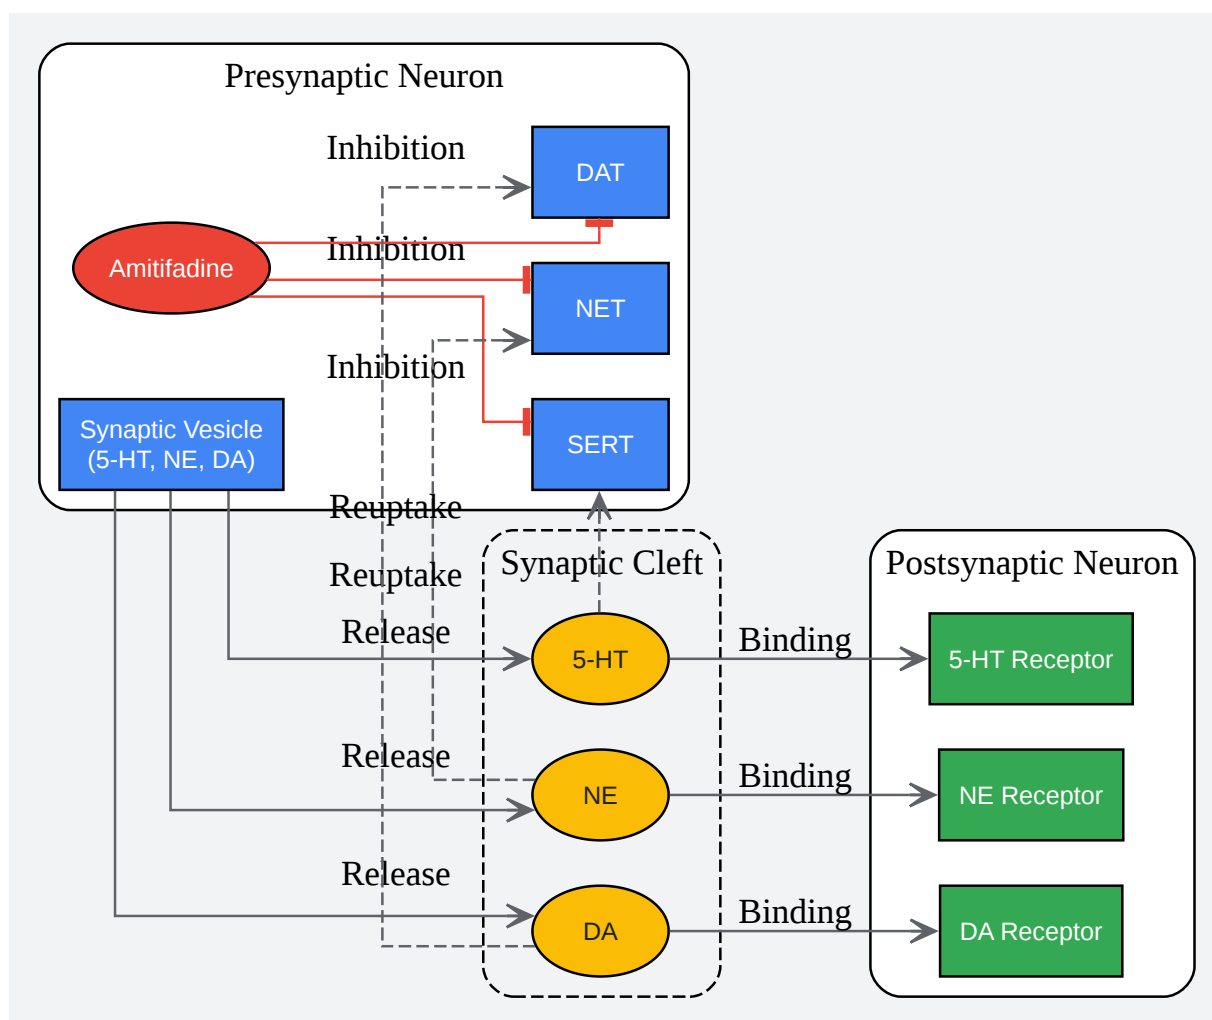 Presynaptic Neuron
Inhibition
DAT
Inhibition
Amitifadine
NET
Inhibition
Synaptic Vesicle
(5-HT, NE, DA)
SERT
Reuptake
Synaptic Cleft
Postsynaptic Neuron
Reuptake
Release
Binding
5-HT
5-HT Receptor
Release
Binding
NE
NE Receptor
Release
Binding
DA
DA Receptor